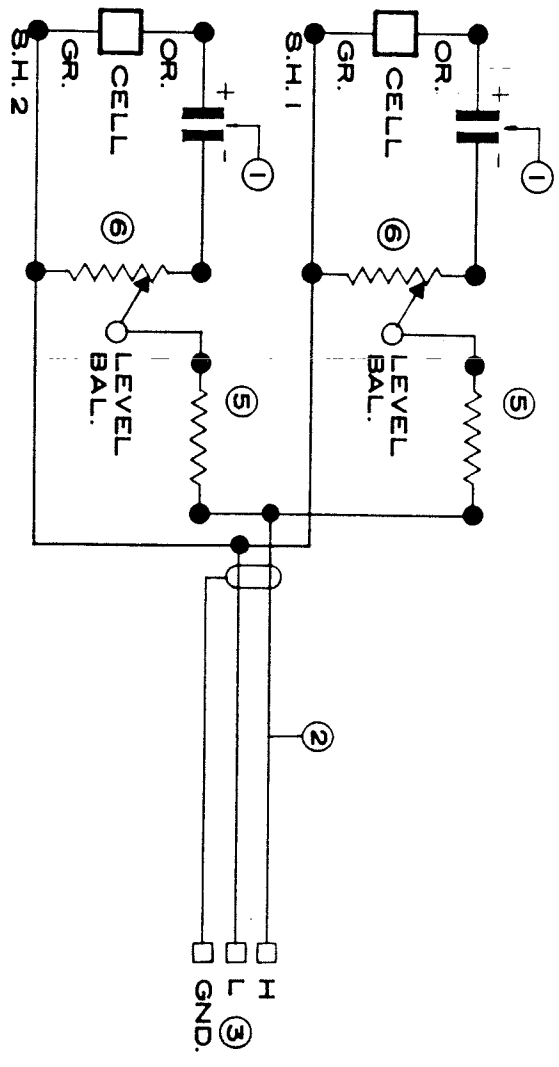 1
5
+ -
OR.
CELL
6
LEVEL
BAL.
GR.
S.H. 1
2
H
L
3
GND.
1
5
+ -
OR.
CELL
6
LEVEL
BAL.
GR.
S.H. 2